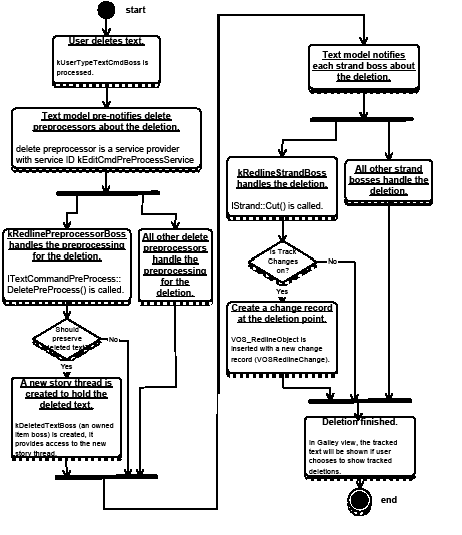 start
User deletes text.
kUserTypeTextCmdBoss is
processed.
Text model pre-notifies delete
preprocessors about the deletion.
delete preprocessor is a service provider
with service ID kEditCmdPreProcessService
kRedlinePreprocessorBoss
handles the preprocessing
for the deletion.
ITextCommandPreProcess::
DeletePreProcess() is called.
All other delete
preprocessors
handle the
preprocessing
for the
deletion.
Should
preserve
deleted text?
No
Yes
A new story thread is
created to hold the
deleted text.
kDeletedTextBoss (an owned
item boss) is created, it
provides access to the new
story thread.
Text model notifies
each strand boss about
the deletion.
kRedlineStrandBoss
handles the deletion.
IStrand::Cut() is called.
All other strand
bosses handle the
deletion.
Is Track
Changes
on?
No
Yes
Create a change record
at the deletion point.
VOS_RedlineObject is
inserted with a new change
record (VOSRedlineChange).
Deletion finished.
In Galley view, the tracked
text will be shown if user
chooses to show tracked
deletions.
end